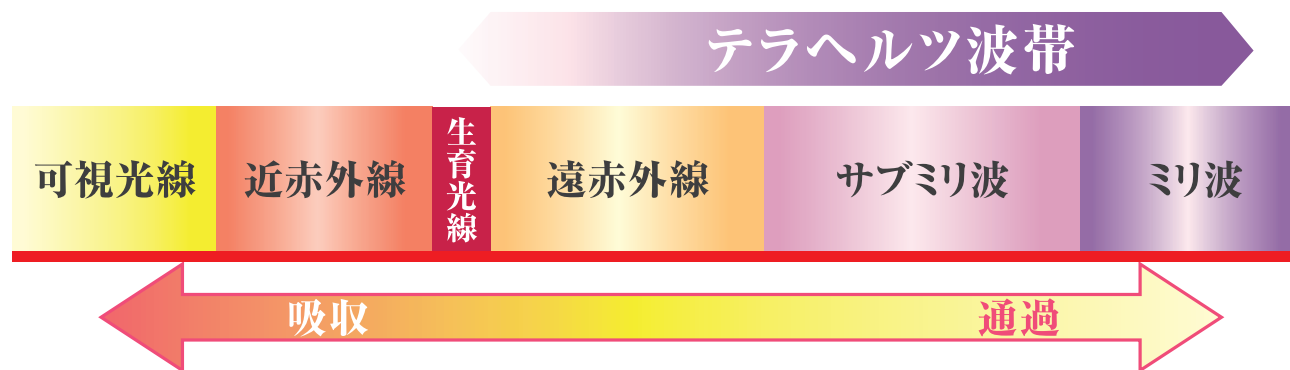 テラヘルツ波帯
可視光線
近赤外線
生育光線
遠赤外線
サブミリ波
ミリ波
吸収
通過